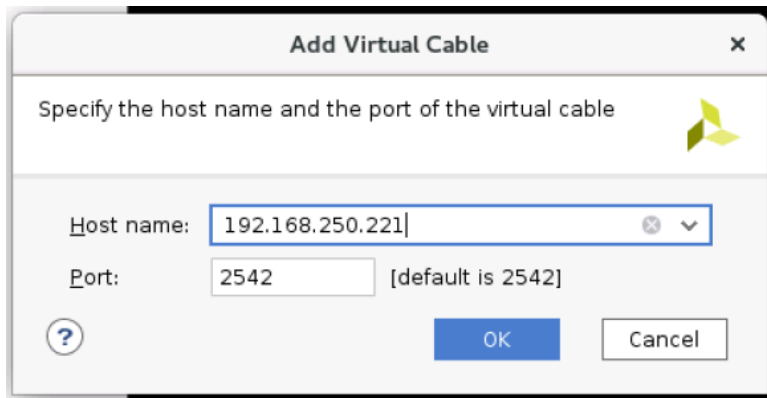 Add Virtual Cable
Specify the host name and the port of the virtual cable
Host name: 192.168.250.221
Port: 2542 [default is 2542]
? OK Cancel